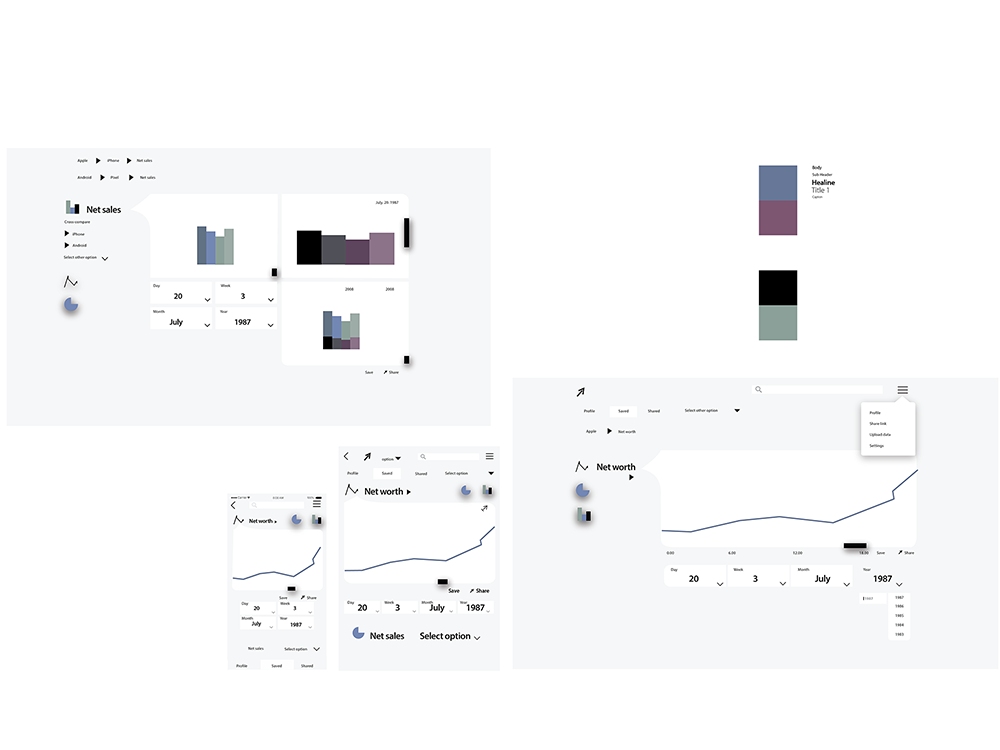 Apple iPhone Net sales
Android Pixel Net sales
Net sales
Cross-compare
iPhone
Android
Select other option
July, 20 1987
Day
20
Week
3
Month
July
Year
1987
2008 2008
Save Share
Body
Sub Header
Healine
Title 1
Caption
Profile Saved Shared Select other option
Apple Net worth
Profile
Share link
Upload data
Settings
Net worth
0.00 6.00 12.00 18.00 Save Share
Day
20
Week
3
Month
July
Year
1987
1987
1987
1986
1985
1984
1983
option
Profile Saved Shared Select option
Net worth
Save Share
Day
20
Week
3
Month
July
Year
1987
Net sales Select option
Carrier
Net worth
Save Share
Day
20
Week
3
Month
July
Year
1987
Net sales Select option
Profile Saved Shared